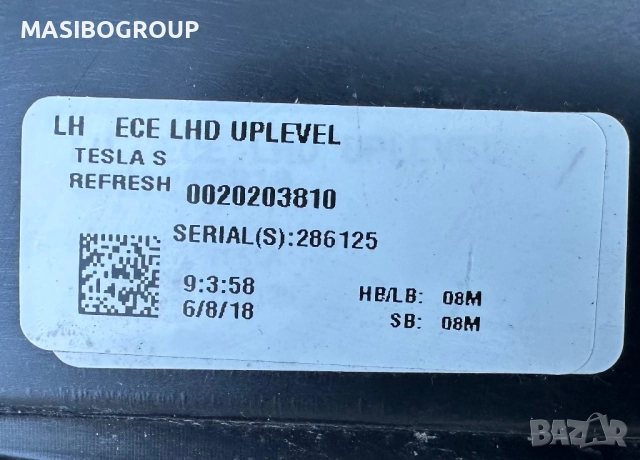 MASIBOGROUP
LH ECE LHD UPLEVEL
TESLA S
REFRESH 0020203810
SERIAL(S):286125
9:3:58
6/8/18
HB/LB: 08M
SB: 08M
BAZAR